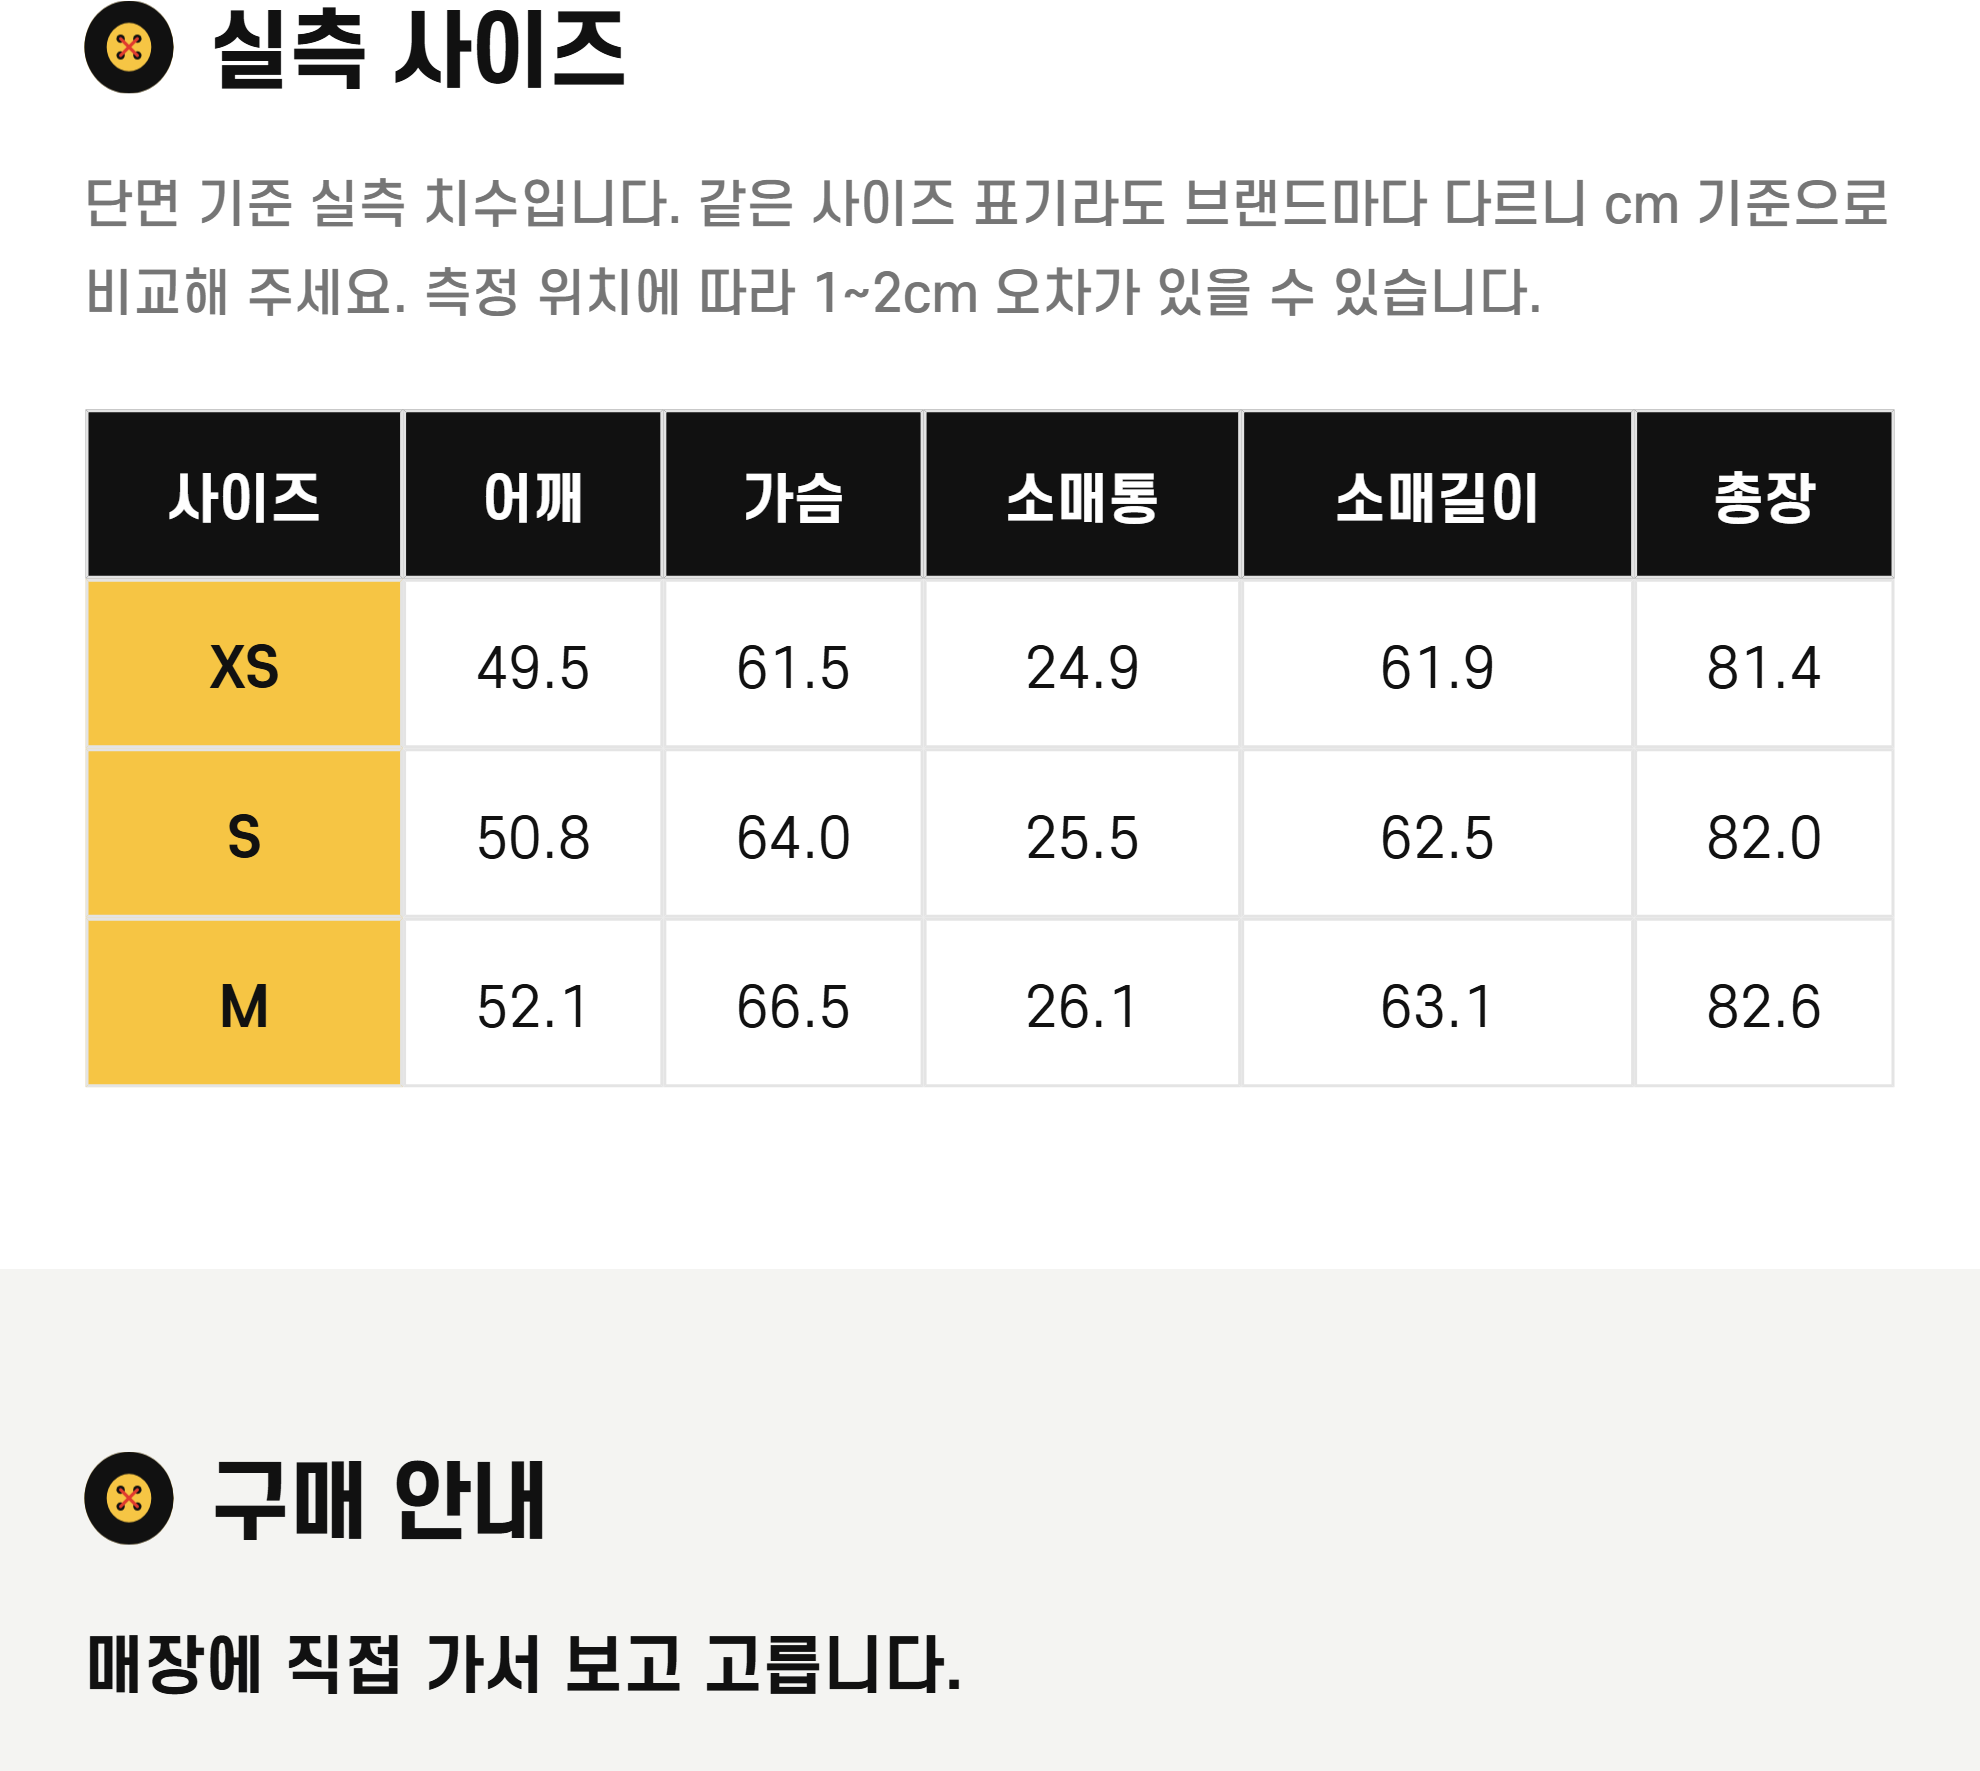 실측 사이즈
단면 기준 실측 치수입니다. 같은 사이즈 표기라도 브랜드마다 다르니 cm 기준으로
비교해 주세요. 측정 위치에 따라 1~2cm 오차가 있을 수 있습니다.
사이즈 어깨 가슴 소매통 소매길이 총장
XS 49.5 61.5 24.9 61.9 81.4
S 50.8 64.0 25.5 62.5 82.0
M 52.1 66.5 26.1 63.1 82.6
구매 안내
매장에 직접 가서 보고 고릅니다.